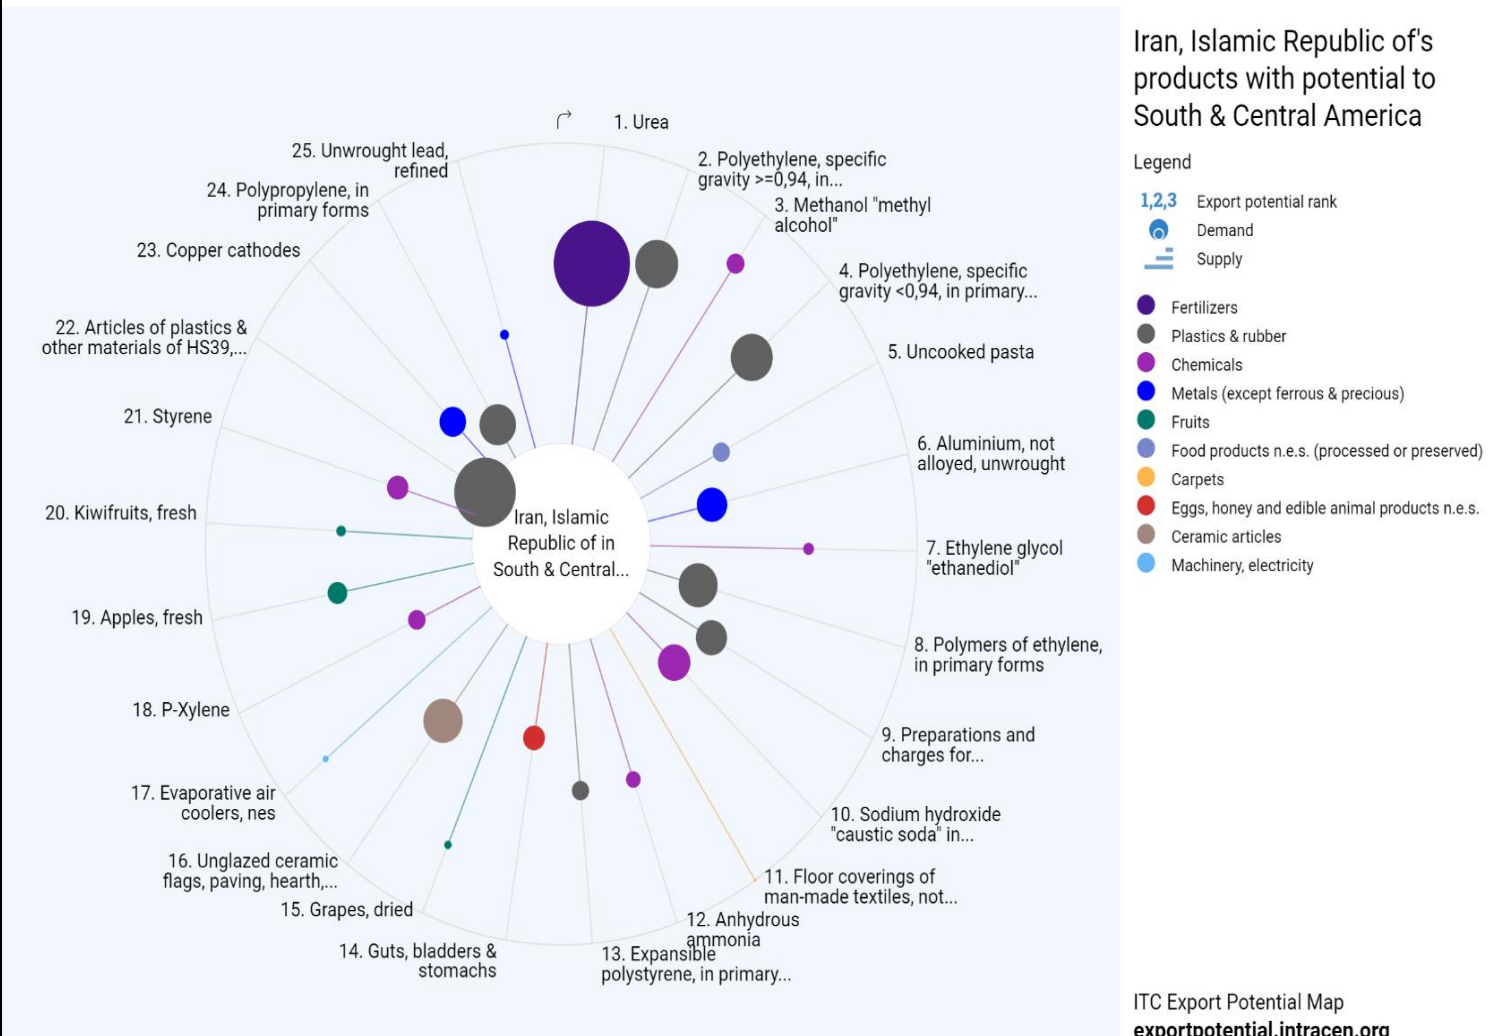 Iran, Islamic Republic of's
products with potential to
South & Central America
Legend
1,2,3 Export potential rank
Demand
Supply
Fertilizers
Plastics & rubber
Chemicals
Metals (except ferrous & precious)
Fruits
Food products n.e.s. (processed or preserved)
Carpets
Eggs, honey and edible animal products n.e.s.
Ceramic articles
Machinery, electricity
1. Urea
2. Polyethylene, specific
gravity >=0,94, in...
3. Methanol "methyl
alcohol"
4. Polyethylene, specific
gravity <0,94, in primary...
5. Uncooked pasta
6. Aluminium, not
alloyed, unwrought
7. Ethylene glycol
"ethanediol"
8. Polymers of ethylene,
in primary forms
9. Preparations and
charges for...
10. Sodium hydroxide
"caustic soda" in...
11. Floor coverings of
man-made textiles, not...
12. Anhydrous
ammonia
13. Expansible
polystyrene, in primary...
14. Guts, bladders &
stomachs
15. Grapes, dried
16. Unglazed ceramic
flags, paving, hearth,...
17. Evaporative air
coolers, nes
18. P-Xylene
19. Apples, fresh
20. Kiwifruits, fresh
21. Styrene
22. Articles of plastics &
other materials of HS39,...
23. Copper cathodes
24. Polypropylene, in
primary forms
25. Unwrought lead,
refined
Iran, Islamic
Republic of in
South & Central...
ITC Export Potential Map
exportpotential.intracen.org